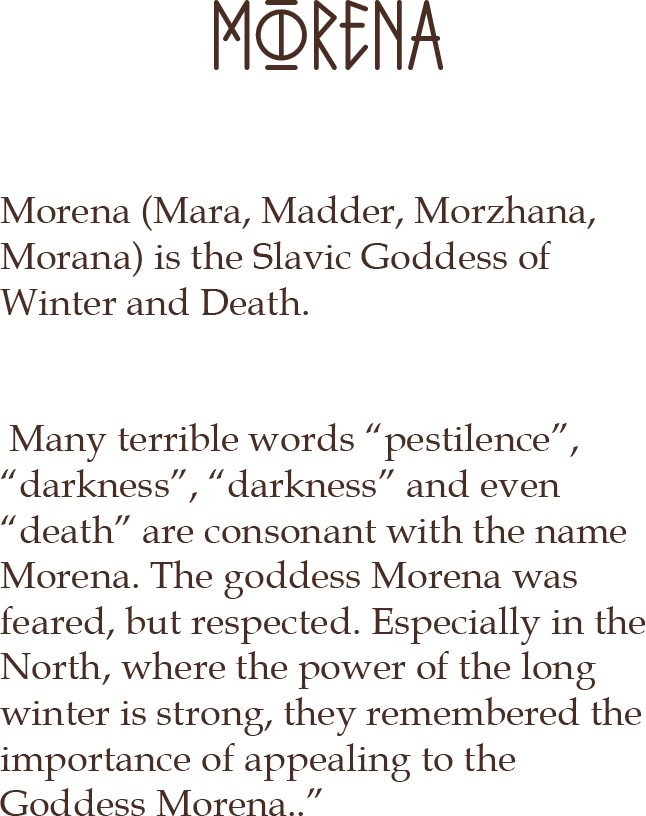 MORENA
Morena (Mara, Madder, Morzhana,
Morana) is the Slavic Goddess of
Winter and Death.
Many terrible words “pestilence”,
“darkness”, “darkness” and even
“death” are consonant with the name
Morena. The goddess Morena was
feared, but respected. Especially in the
North, where the power of the long
winter is strong, they remembered the
importance of appealing to the
Goddess Morena..”